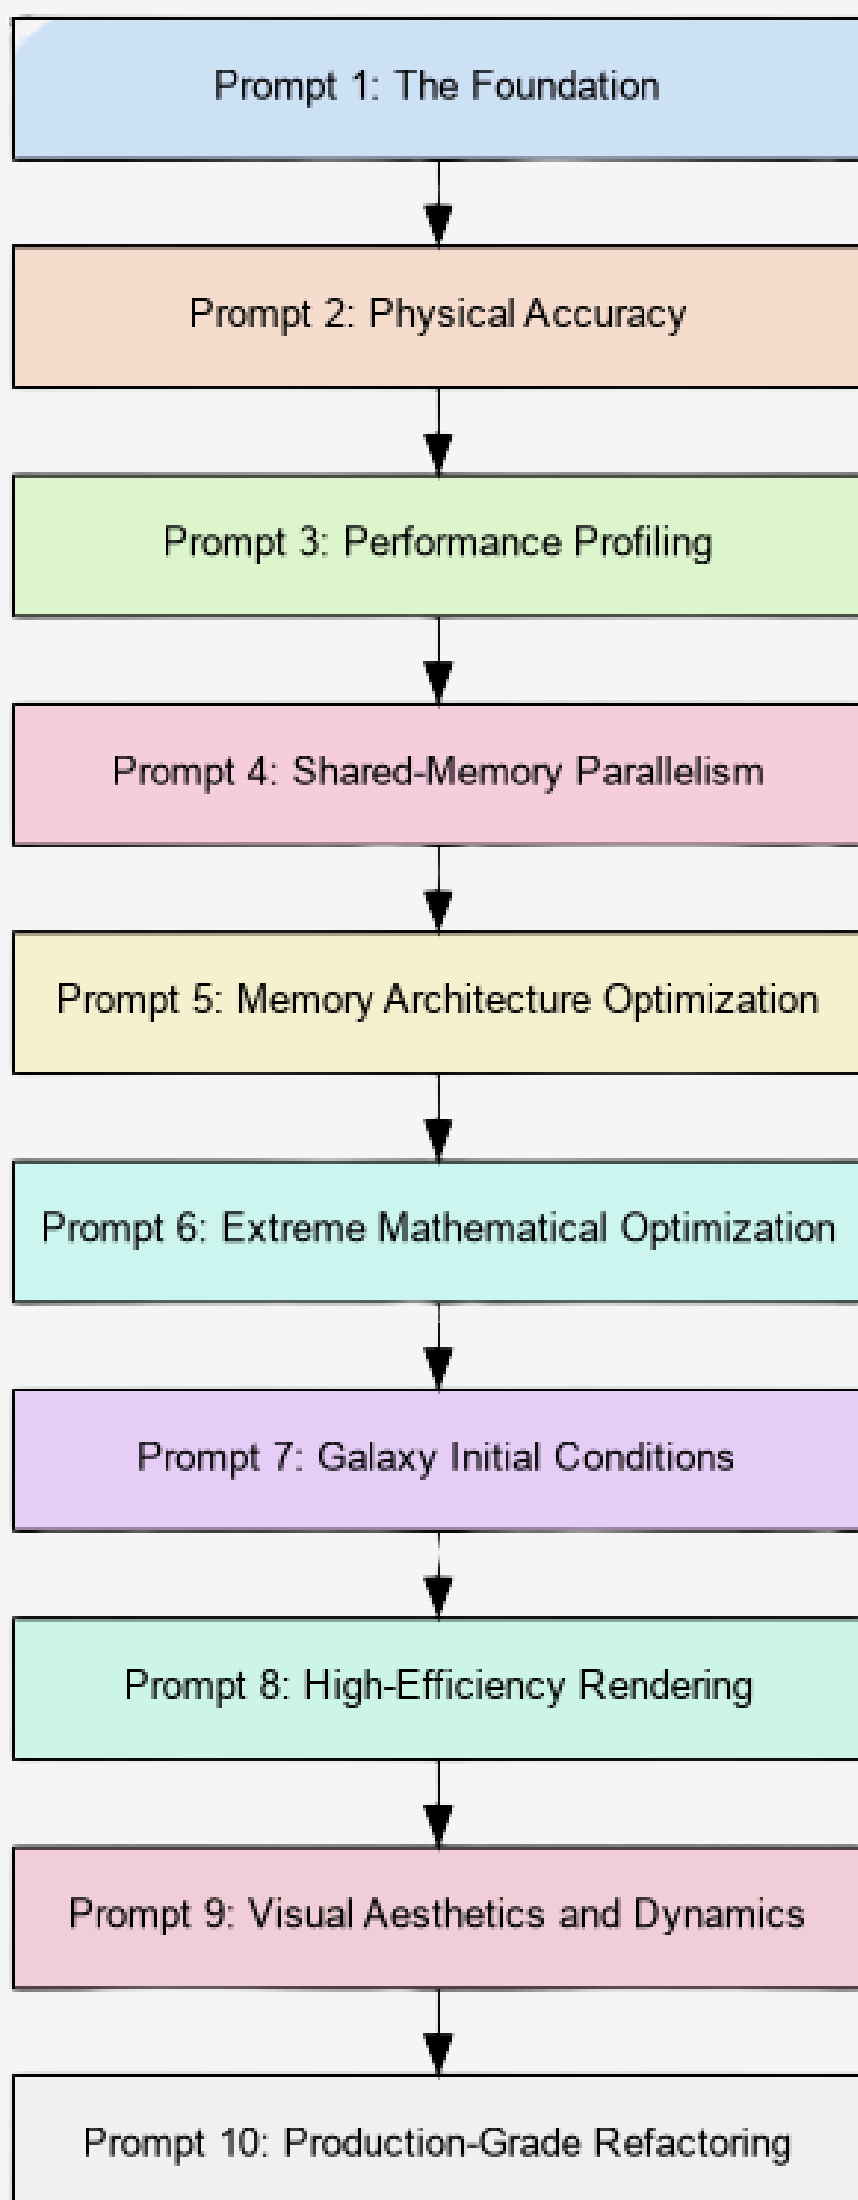 Prompt 1: The Foundation
Prompt 2: Physical Accuracy
Prompt 3: Performance Profiling
Prompt 4: Shared-Memory Parallelism
Prompt 5: Memory Architecture Optimization
Prompt 6: Extreme Mathematical Optimization
Prompt 7: Galaxy Initial Conditions
Prompt 8: High-Efficiency Rendering
Prompt 9: Visual Aesthetics and Dynamics
Prompt 10: Production-Grade Refactoring